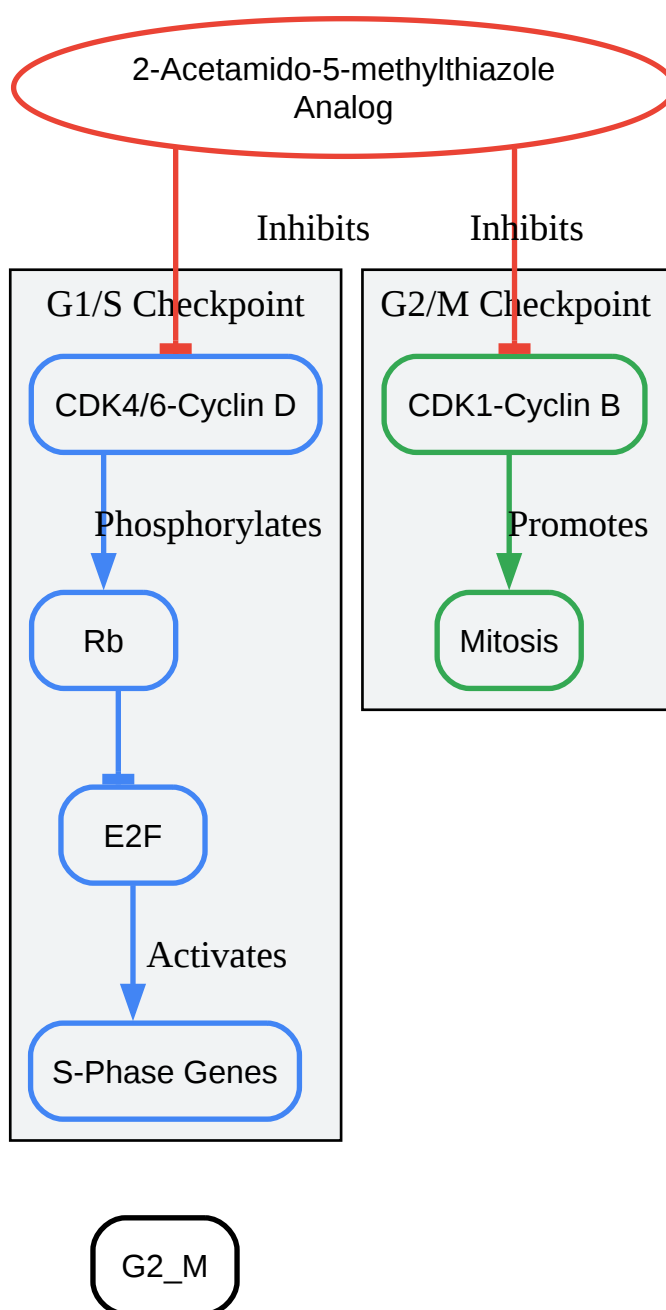 2-Acetamido-5-methylthiazole
Analog
Inhibits
Inhibits
G1/S Checkpoint
G2/M Checkpoint
CDK4/6-Cyclin D
CDK1-Cyclin B
Phosphorylates
Promotes
Rb
Mitosis
E2F
Activates
S-Phase Genes
G2_M